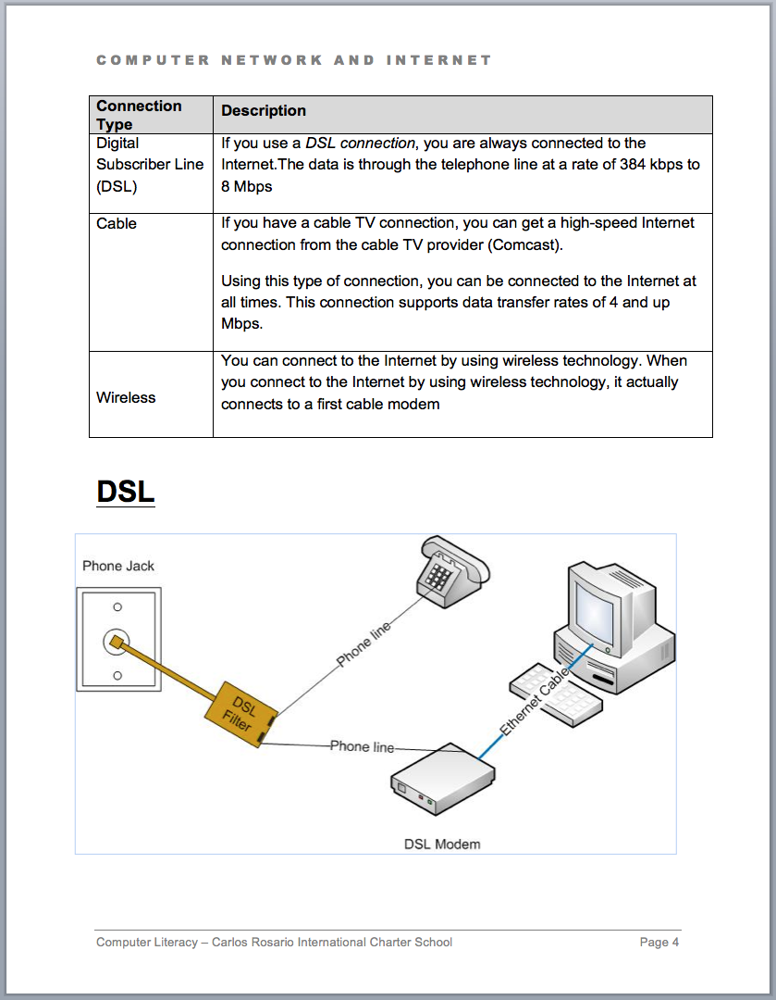 COMPUTER NETWORK AND INTERNET
Connection
Type
Description
Digital
Subscriber Line
(DSL)
If you use a DSL connection, you are always connected to the
Internet.The data is through the telephone line at a rate of 384 kbps to
8 Mbps
Cable
If you have a cable TV connection, you can get a high-speed Internet
connection from the cable TV provider (Comcast).
Using this type of connection, you can be connected to the Internet at
all times. This connection supports data transfer rates of 4 and up
Mbps.
Wireless
You can connect to the Internet by using wireless technology. When
you connect to the Internet by using wireless technology, it actually
connects to a first cable modem
DSL
Phone Jack
Phone line
DSL
Filter
Phone line
Ethernet Cable
DSL Modem
Computer Literacy – Carlos Rosario International Charter School
Page 4